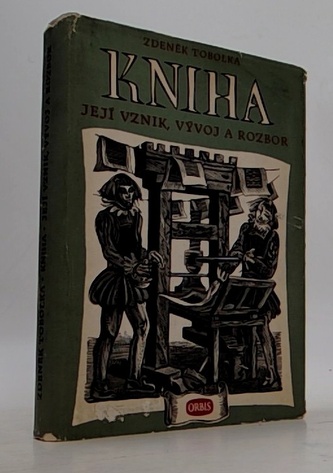 ZDENĚK TOBOLKA
KNIHA
JEJÍ VZNIK, VÝVOJ A ROZBOR
ORBIS